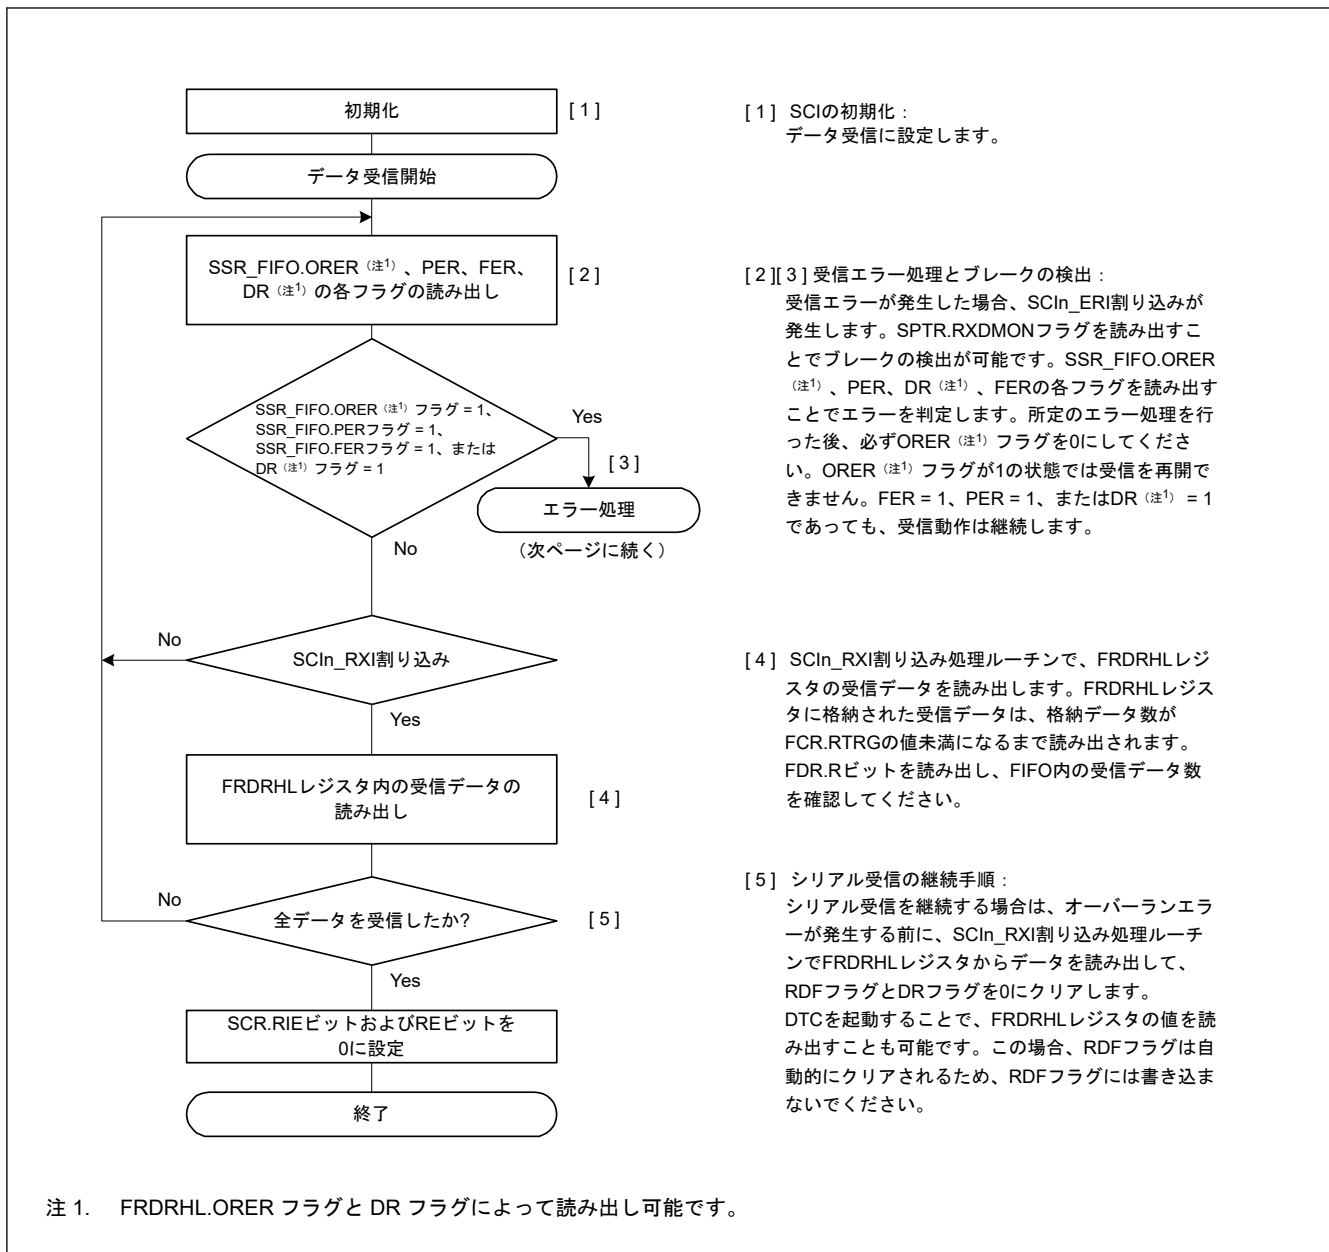 初期化
[ 1 ]
データ受信開始
SSR_FIFO.ORER（注1）、PER、FER、
DR（注1）の各フラグの読み出し
[ 2 ]
SSR_FIFO.ORER（注1）フラグ = 1、
SSR_FIFO.PERフラグ = 1、
SSR_FIFO.FERフラグ = 1、または
DR（注1）フラグ = 1
Yes
[ 3 ]
エラー処理
（次ページに続く）
No
SCIn_RXI割り込み
No
Yes
FRDRHLレジスタ内の受信データの
読み出し
[ 4 ]
全データを受信したか?
No
[ 5 ]
Yes
SCR.RIEビットおよびREビットを
0に設定
終了
[ 1 ] SCIの初期化：
データ受信に設定します。
[ 2 ][ 3 ] 受信エラー処理とブレークの検出：
受信エラーが発生した場合、SCIn_ERI割り込みが
発生します。SPTR.RXDMONフラグを読み出すこ
とでブレークの検出が可能です。SSR_FIFO.ORER
（注1）、PER、DR（注1）、FERの各フラグを読み出す
ことでエラーを判定します。所定のエラー処理を行
った後、必ずORER（注1）フラグを0にしてくださ
い。ORER（注1）フラグが1の状態では受信を再開で
きません。FER = 1、PER = 1、またはDR（注1） = 1
であっても、受信動作は継続します。
[ 4 ] SCIn_RXI割り込み処理ルーチンで、FRDRHLレジ
スタの受信データを読み出します。FRDRHLレジス
タに格納された受信データは、格納データ数が
FCR.RTRGの値未満になるまで読み出されます。
FDR.Rビットを読み出し、FIFO内の受信データ数
を確認してください。
[ 5 ] シリアル受信の継続手順：
シリアル受信を継続する場合は、オーバーランエラ
ーが発生する前に、SCIn_RXI割り込み処理ルーチ
ンでFRDRHLレジスタからデータを読み出して、
RDFフラグとDRフラグを0にクリアします。
DTCを起動することで、FRDRHLレジスタの値を読
み出すことも可能です。この場合、RDFフラグは自
動的にクリアされるため、RDFフラグには書き込ま
ないでください。
注 1. FRDRHL.ORER フラグと DR フラグによって読み出し可能です。